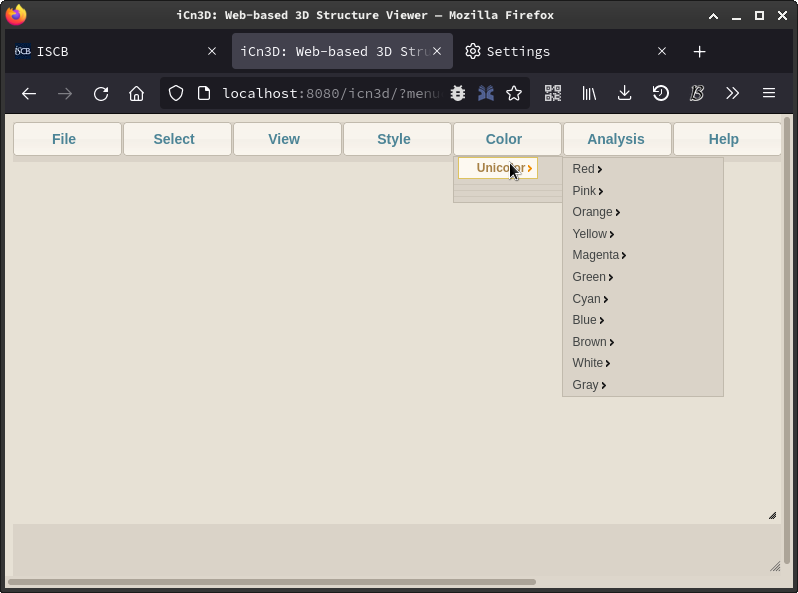 iCn3D: Web-based 3D Structure Viewer — Mozilla Firefox
iSCB ISCB
iCn3D: Web-based 3D Stru
Settings
localhost:8080/icn3d/?menu
File Select View Style Color Analysis Help
Unicolor
Red
Pink
Orange
Yellow
Magenta
Green
Cyan
Blue
Brown
White
Gray